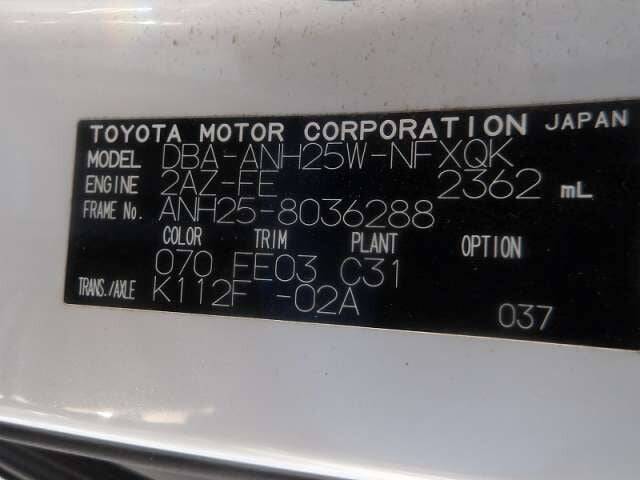 TOYOTA MOTOR CORPORATION JAPAN
MODEL DBA-ANH25W-NFXQK
ENGINE 2AZ-FE 2362 mL
FRAME No. ANH25-8036288
COLOR TRIM PLANT OPTION
070 FE03 C31
TRANS./AXLE K112F -02A
037